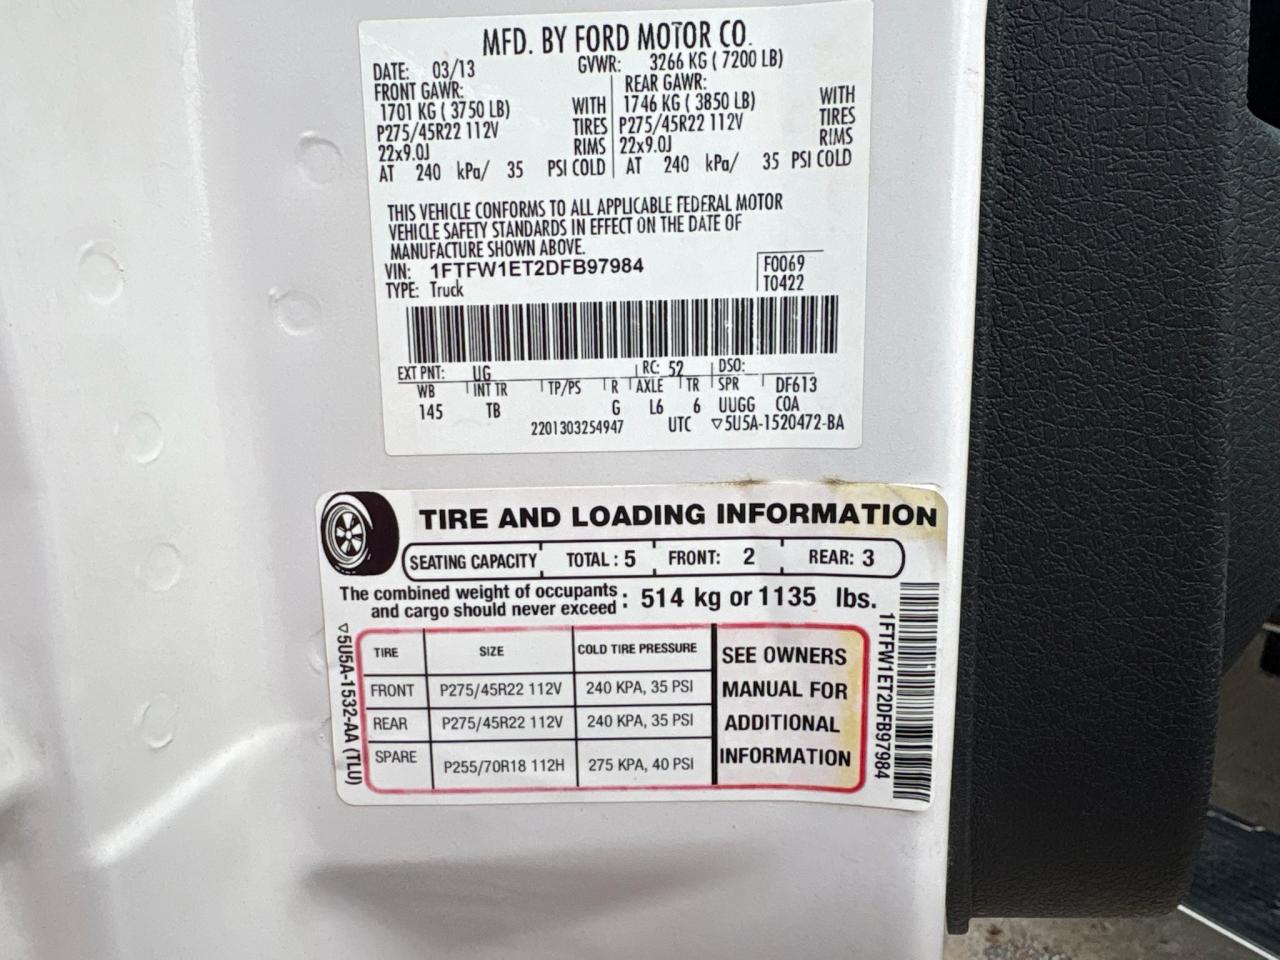 MFD. BY FORD MOTOR CO.
DATE: 03/13 GVWR: 3266 KG ( 7200 LB)
FRONT GAWR: REAR GAWR:
1701 KG ( 3750 LB) WITH 1746 KG ( 3850 LB) WITH
P275/45R22 112V TIRES P275/45R22 112V TIRES
22x9.0J RIMS 22x9.0J RIMS
AT 240 kPa/ 35 PSI COLD AT 240 kPa/ 35 PSI COLD
THIS VEHICLE CONFORMS TO ALL APPLICABLE FEDERAL MOTOR
VEHICLE SAFETY STANDARDS IN EFFECT ON THE DATE OF
MANUFACTURE SHOWN ABOVE.
VIN: 1FTFW1ET2DFB97984 F0069
TYPE: Truck T0422
EXT PNT: UG RC: 52 DSO:
WB INT TR TP/PS R AXLE TR SPR DF613
145 TB G L6 6 UUGG COA
2201303254947 UTC ▽5U5A-1520472-BA
TIRE AND LOADING INFORMATION
SEATING CAPACITY TOTAL : 5 FRONT: 2 REAR: 3
The combined weight of occupants
and cargo should never exceed : 514 kg or 1135 lbs.
TIRE SIZE COLD TIRE PRESSURE
FRONT P275/45R22 112V 240 KPA, 35 PSI
REAR P275/45R22 112V 240 KPA, 35 PSI
SPARE P255/70R18 112H 275 KPA, 40 PSI
SEE OWNERS
MANUAL FOR
ADDITIONAL
INFORMATION
▽5U5A-1532-AA (TLU)
1FTFW1ET2DFB97984